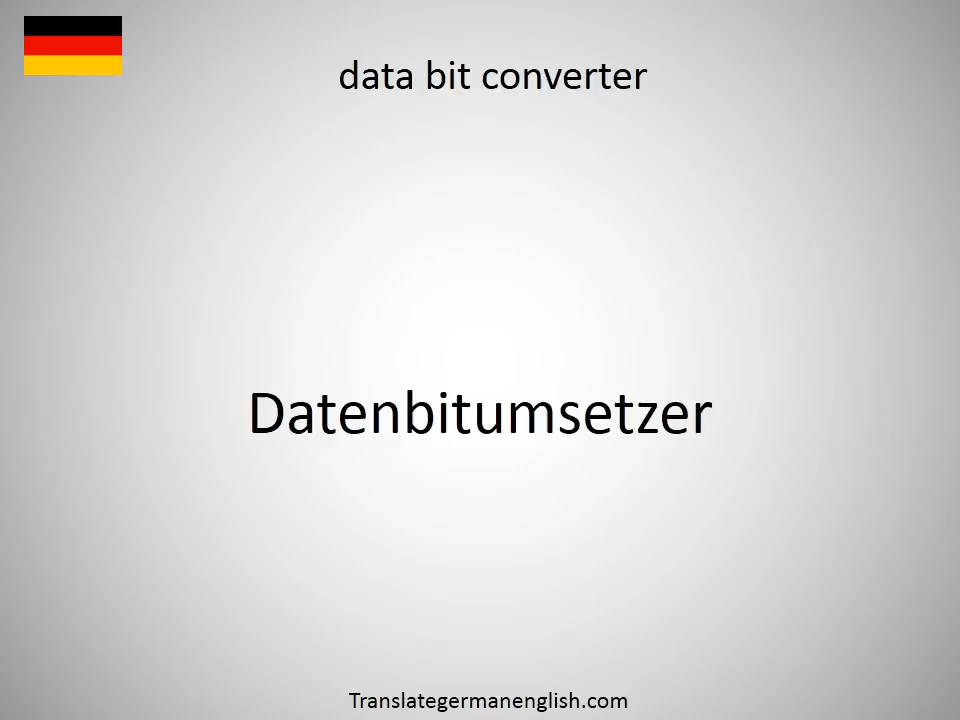 data bit converter
Datenbitumsetzer
Translategermanenglish.com